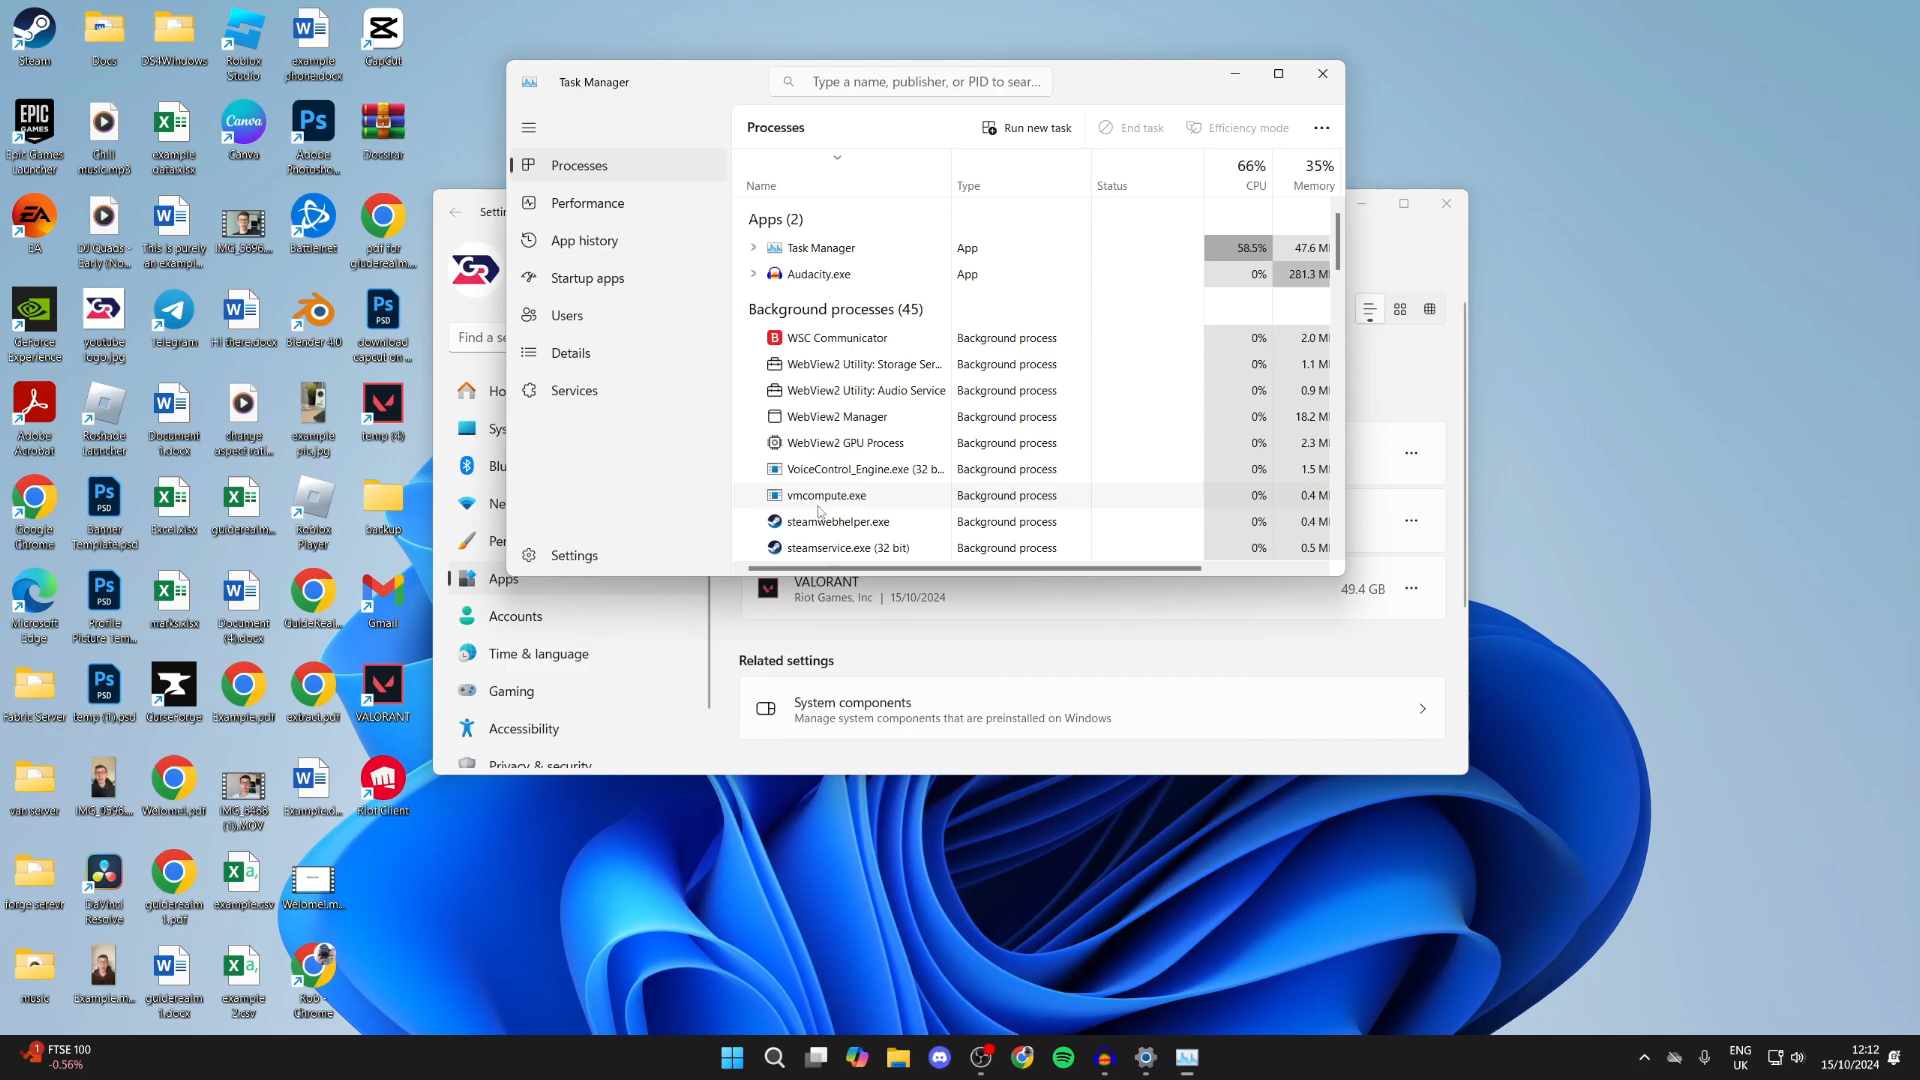 Steam
Docs
DS4Windows
Roblox
Studio
example
phone.docx
CapCut
Epic Games
Launcher
Chill
music.mp3
example
data.xlsx
Canva
Adobe
Photosho...
Docs.rar
EA
DJ Quads -
Early (No...
This is purely
an exampl...
IMG_5696....
Battle.net
pdf for
guiderealm....
GeForce
Experience
youtube
logo.jpg
Telegram
Hi there.docx
Blender 4.0
download
capcut on ...
Adobe
Acrobat
Roshade
Launcher
Document
1.docx
change
aspect rati...
example
pic.jpg
temp (4)
Google
Chrome
Banner
Template.psd
Excel.xlsx
guiderealm....
Roblox
Player
backup
Microsoft
Edge
Profile
Picture Tem...
marks.xlsx
Document
(4).docx
GuideReal...
Gmail
Fabric Server
temp (1).psd
CurseForge
Example.pdf
extract.pdf
VALORANT
van server
IMG_0596....
Welome!.pdf
IMG_6466
(1).MOV
Example.d...
Riot Client
forge serevr
DaVinci
Resolve
guiderealm
1.pdf
example.csv
Welome!.m...
music
Example.m...
guiderealm
1.docx
example
2.csv
Rob -
Chrome
Task Manager
Type a name, publisher, or PID to sear...
Processes
Performance
App history
Startup apps
Users
Details
Services
Settings
Processes
Run new task
End task
Efficiency mode
66%
35%
Name
Type
Status
CPU
Memory
Apps (2)
Task Manager App 58.5% 47.6 M
Audacity.exe App 0% 281.3 M
Background processes (45)
WSC Communicator Background process 0% 2.0 M
WebView2 Utility: Storage Ser... Background process 0% 1.1 M
WebView2 Utility: Audio Service Background process 0% 0.9 M
WebView2 Manager Background process 0% 18.2 M
WebView2 GPU Process Background process 0% 2.3 M
VoiceControl_Engine.exe (32 b... Background process 0% 1.5 M
vmcompute.exe Background process 0% 0.4 M
steamwebhelper.exe Background process 0% 0.4 M
steamservice.exe (32 bit) Background process 0% 0.5 M
Setti
Find a se
Ho
Sys
Blu
Ne
Per
Apps
Accounts
Time & language
Gaming
Accessibility
Privacy & security
VALORANT
Riot Games, Inc | 15/10/2024
49.4 GB
Related settings
System components
Manage system components that are preinstalled on Windows
1
FTSE 100
-0.56%
ENG
UK
12:12
15/10/2024